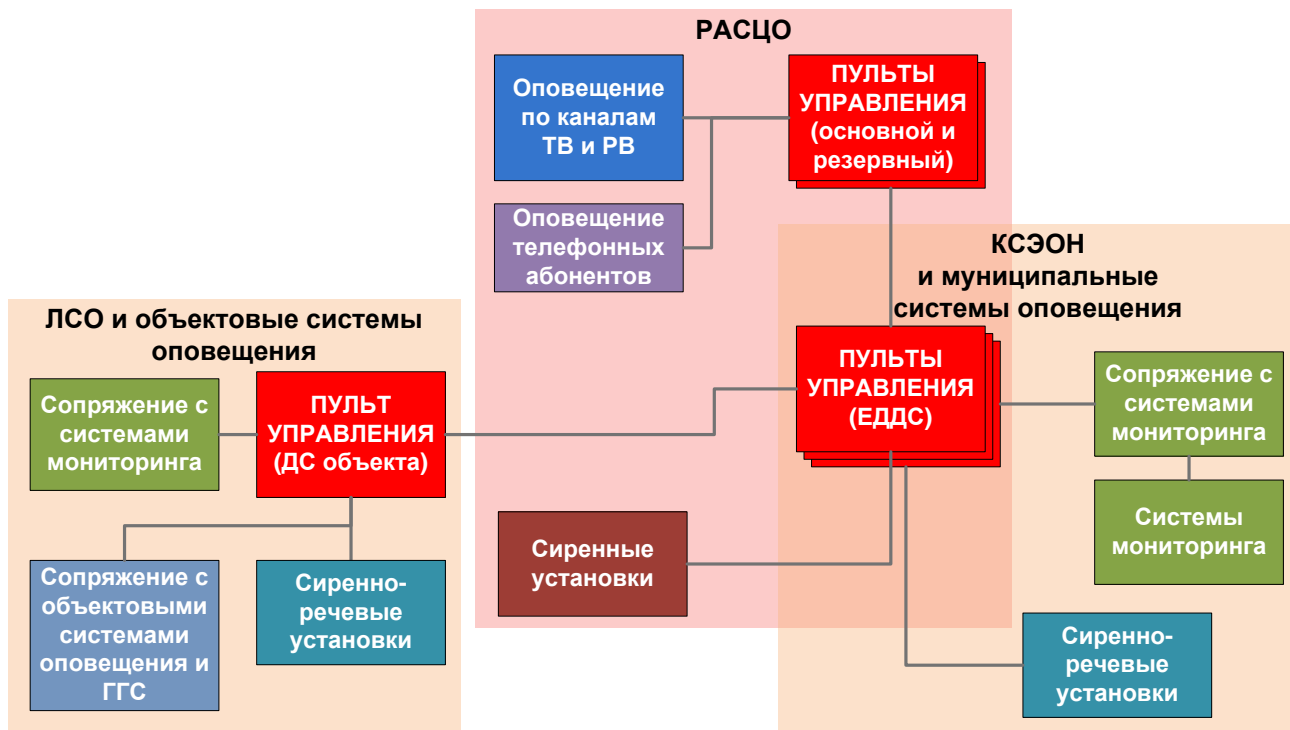 РАСЦО
Оповещение
по каналам
ТВ и РВ
ПУЛЬТЫ
УПРАВЛЕНИЯ
(основной и
резервный)
Оповещение
телефонных
абонентов
КСЭОН
и муниципальные
системы оповещения
ЛСО и объектовые системы
оповещения
Сопряжение с
системами
мониторинга
ПУЛЬТ
УПРАВЛЕНИЯ
(ДС объекта)
ПУЛЬТЫ
УПРАВЛЕНИЯ
(ЕДДС)
Сопряжение с
системами
мониторинга
Системы
мониторинга
Сиренные
установки
Сопряжение с
объектовыми
системами
оповещения и
ГГС
Сиренно-
речевые
установки
Сиренно-
речевые
установки